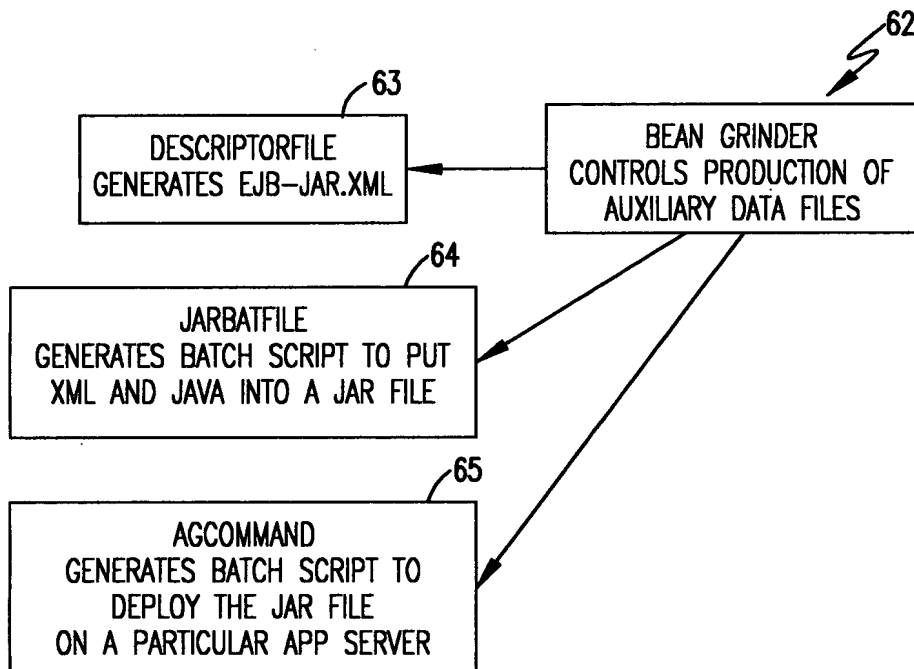 62
63
DESCRIPTORFILE
GENERATES EJB-JAR.XML
BEAN GRINDER
CONTROLS PRODUCTION OF
AUXILIARY DATA FILES
64
JARBATFILE
GENERATES BATCH SCRIPT TO PUT
XML AND JAVA INTO A JAR FILE
65
AGCOMMAND
GENERATES BATCH SCRIPT TO
DEPLOY THE JAR FILE
ON A PARTICULAR APP SERVER